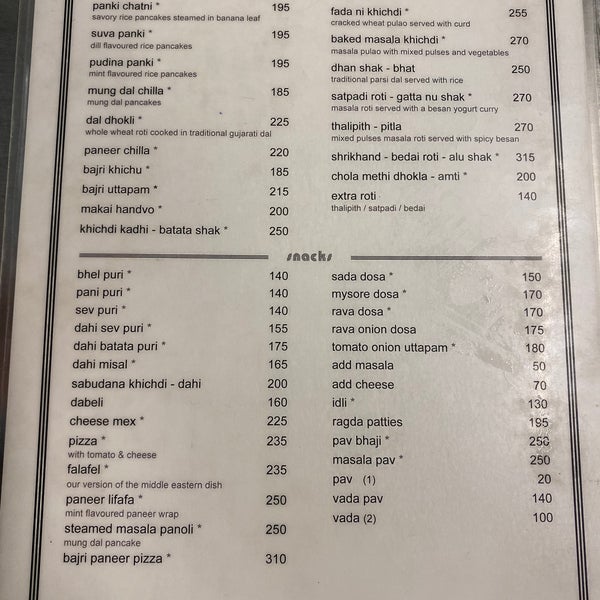 panki chatni * 195
savory rice pancakes steamed in banana leaf
suva panki * 195
dill flavoured rice pancakes
pudina panki * 195
mint flavoured rice pancakes
mung dal chilla * 185
mung dal pancakes
dal dhokli * 225
whole wheat roti cooked in traditional gujarati dal
paneer chilla * 220
bajri khichu * 185
bajri uttapam * 215
makai handvo * 200
khichdi kadhi - batata shak * 250
fada ni khichdi * 255
cracked wheat pulao served with curd
baked masala khichdi * 270
masala pulao with mixed pulses and vegetables
dhan shak - bhat 250
traditional parsi dal served with rice
satpadi roti - gatta nu shak * 270
masala roti served with a besan yogurt curry
thalipith - pitla 270
mixed pulses masala roti served with spicy besan
shrikhand - bedai roti - alu shak * 315
chola methi dhokla - amti * 200
extra roti 140
thalipith / satpadi / bedai
snacks
bhel puri * 140
pani puri * 140
sev puri * 140
dahi sev puri * 155
dahi batata puri * 175
dahi misal * 165
sabudana khichdi - dahi 200
dabeli 160
cheese mex * 225
pizza * 235
with tomato & cheese
falafel * 235
our version of the middle eastern dish
paneer lifafa * 250
mint flavoured paneer wrap
steamed masala panoli * 250
mung dal pancake
bajri paneer pizza * 310
sada dosa * 150
mysore dosa * 170
rava dosa * 170
rava onion dosa 175
tomato onion uttapam * 180
add masala 50
add cheese 70
idli * 130
ragda patties 195
pav bhaji * 250
masala pav * 250
pav (1) 20
vada pav 140
vada (2) 100